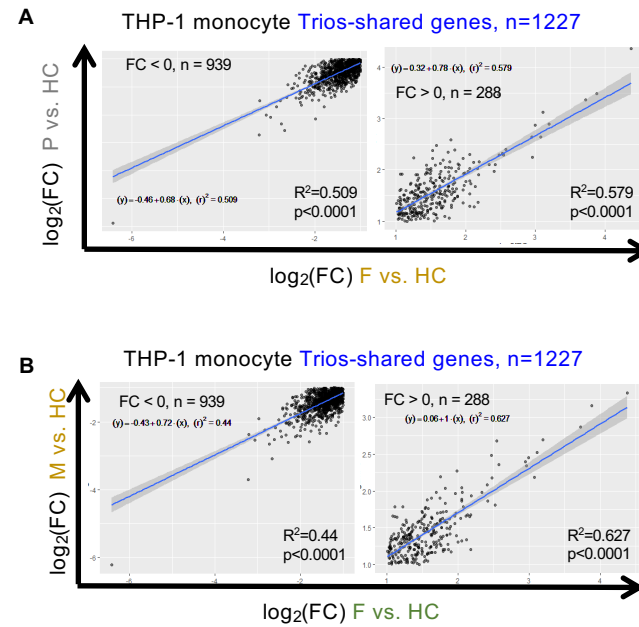 A
THP-1 monocyte Trios-shared genes, n=1227
FC < 0, n = 939
(y) = -0.46 + 0.68 · (x), (r)² = 0.509
R²=0.509
p<0.0001
(y) = 0.32 + 0.78 · (x), (r)² = 0.579
FC > 0, n = 288
R²=0.579
p<0.0001
4
3
2
1
-6
-4
-2
1
2
3
4
log₂(FC) P vs. HC
log₂(FC) F vs. HC
B
THP-1 monocyte Trios-shared genes, n=1227
FC < 0, n = 939
(y) = -0.43 + 0.72 · (x), (r)² = 0.44
R²=0.44
p<0.0001
-2
-4
-6
FC > 0, n = 288
(y) = 0.06 + 1 · (x), (r)² = 0.627
R²=0.627
p<0.0001
3.0
2.5
2.0
1.5
1.0
-6
-4
-2
1
2
3
4
log₂(FC) M vs. HC
log₂(FC) F vs. HC